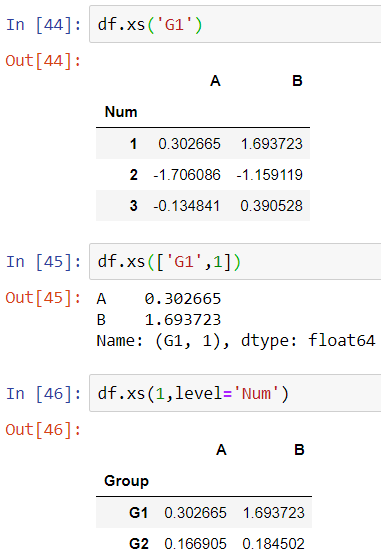 In [44]: df.xs('G1')
Out[44]:
A B
Num
1 0.302665 1.693723
2 -1.706086 -1.159119
3 -0.134841 0.390528
In [45]: df.xs(['G1',1])
Out[45]: A 0.302665
B 1.693723
Name: (G1, 1), dtype: float64
In [46]: df.xs(1,level='Num')
Out[46]:
A B
Group
G1 0.302665 1.693723
G2 0.166905 0.184502